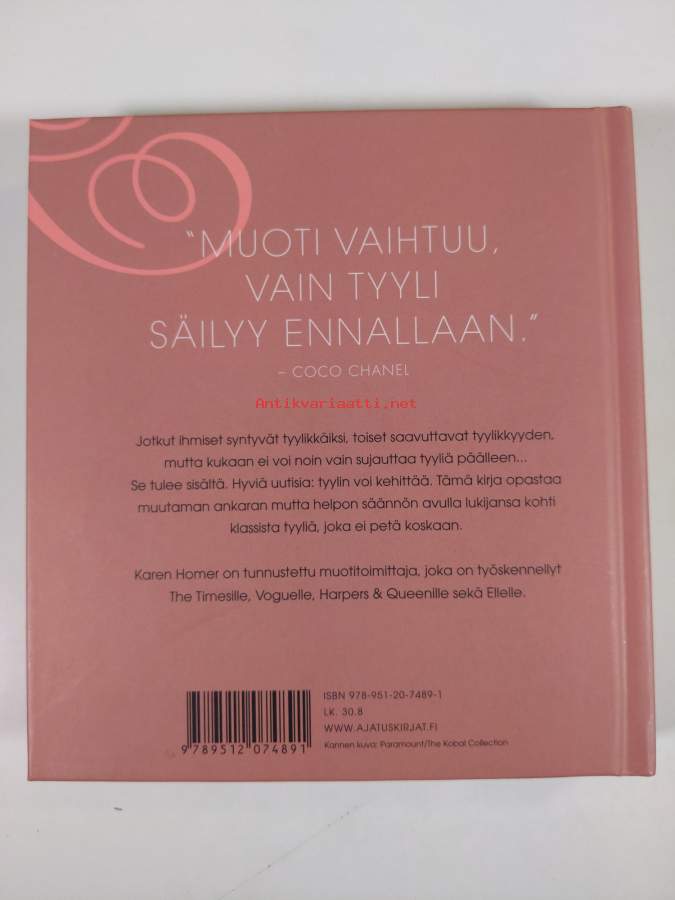 "MUOTI VAIHTUU,
VAIN TYYLI
SÄILYY ENNALLAAN."
– COCO CHANEL
Antikvariaatti.net
Jotkut ihmiset syntyvät tyylikkäiksi, toiset saavuttavat tyylikkyyden,
mutta kukaan ei voi noin vain sujauttaa tyyliä päälleen...
Se tulee sisältä. Hyviä uutisia: tyylin voi kehittää. Tämä kirja opastaa
muutaman ankaran mutta helpon säännön avulla lukijansa kohti
klassista tyyliä, joka ei petä koskaan.
Karen Homer on tunnustettu muotitoimittaja, joka on työskennellyt
The Timesille, Voguelle, Harpers & Queenille sekä Ellelle.
ISBN 978-951-20-7489-1
LK. 30.8
WWW.AJATUSKIRJAT.FI
Kannen kuva: Paramount/The Kobal Collection
9 789512 074891